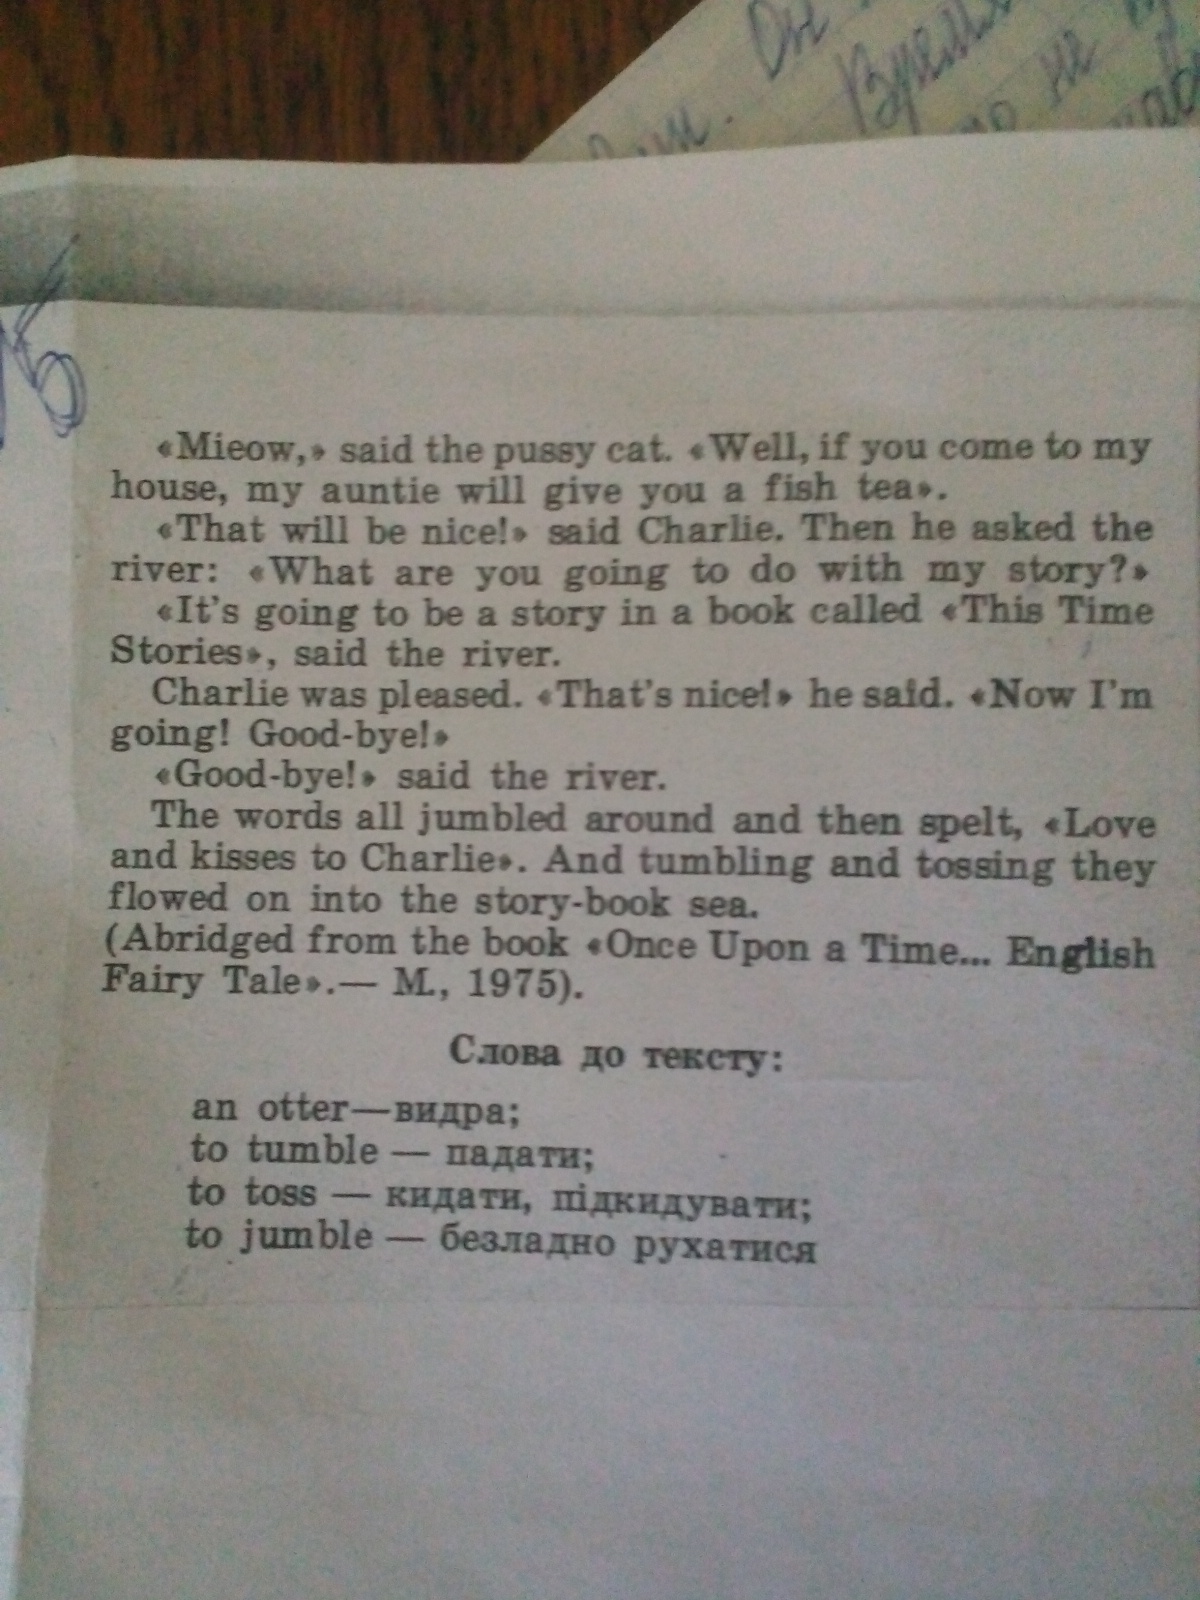 Он
Время
не
«Mieow,» said the pussy cat. «Well, if you come to my
house, my auntie will give you a fish tea».
«That will be nice!» said Charlie. Then he asked the
river: «What are you going to do with my story?»
«It's going to be a story in a book called «This Time
Stories», said the river.
Charlie was pleased. «That's nice!» he said. «Now I'm
going! Good-bye!»
«Good-bye!» said the river.
The words all jumbled around and then spelt, «Love
and kisses to Charlie». And tumbling and tossing they
flowed on into the story-book sea.
(Abridged from the book «Once Upon a Time... English
Fairy Tale».— M., 1975).
Слова до тексту:
an otter—видра;
to tumble — падати;
to toss — кидати, підкидувати;
to jumble — безладно рухатися